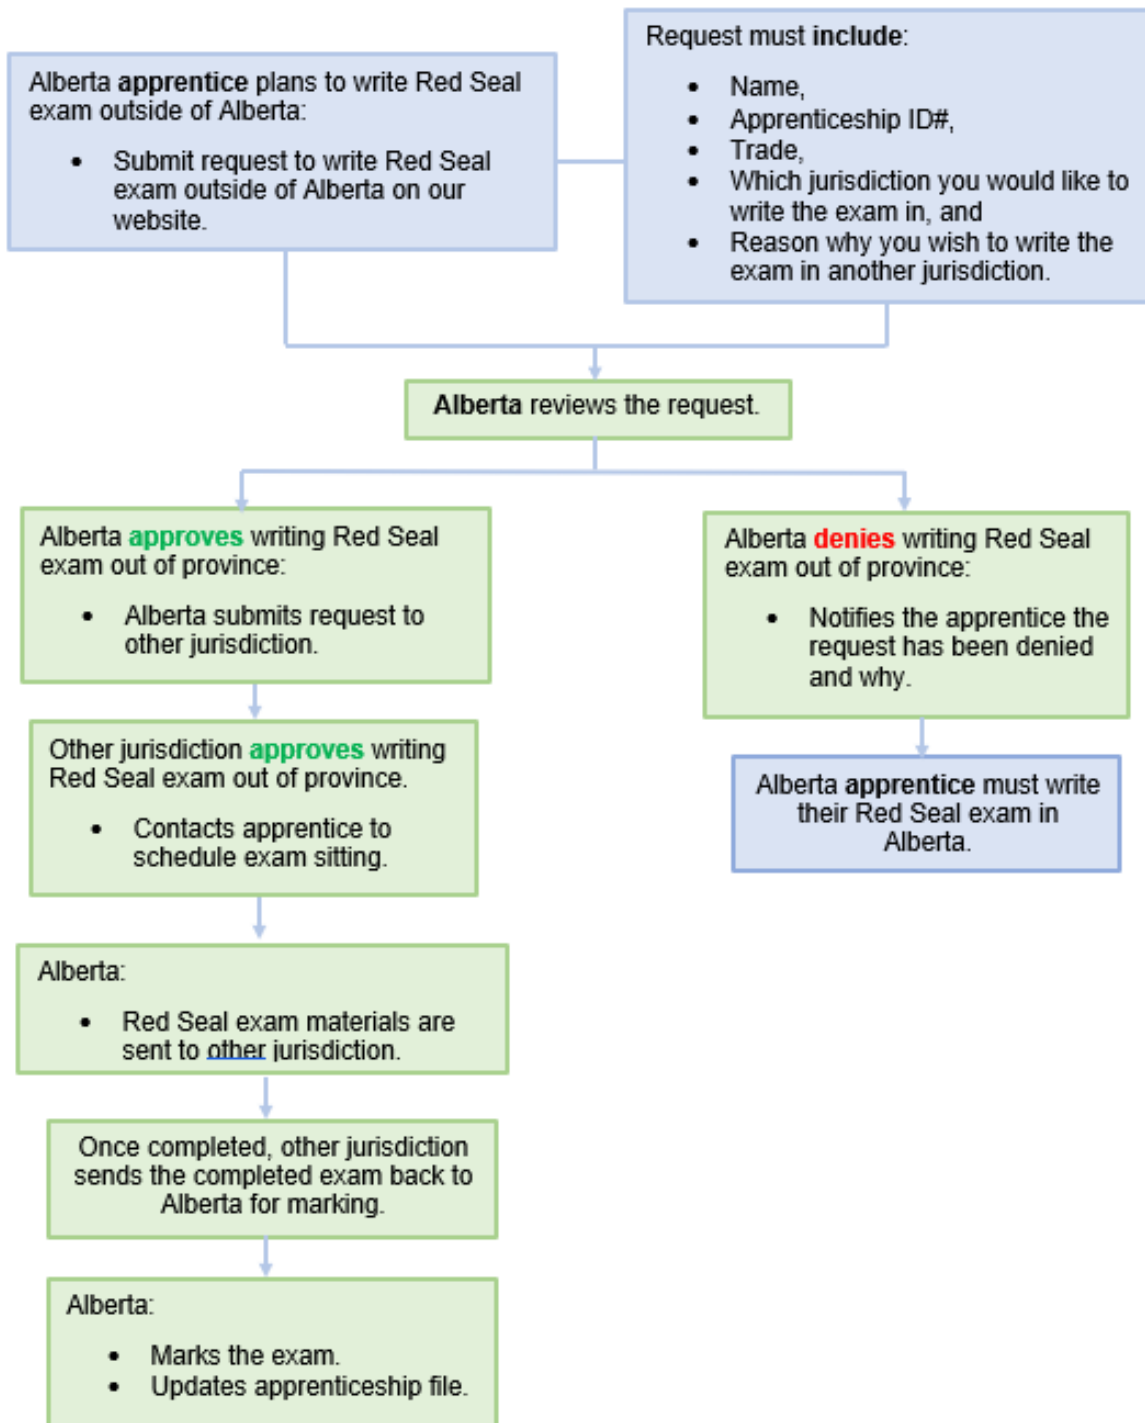 Alberta apprentice plans to write Red Seal
exam outside of Alberta:
• Submit request to write Red Seal
exam outside of Alberta on our
website.
Request must include:
• Name,
• Apprenticeship ID#,
• Trade,
• Which jurisdiction you would like to
write the exam in, and
• Reason why you wish to write the
exam in another jurisdiction.
Alberta reviews the request.
Alberta approves writing Red Seal
exam out of province:
• Alberta submits request to
other jurisdiction.
Alberta denies writing Red Seal
exam out of province:
• Notifies the apprentice the
request has been denied
and why.
Other jurisdiction approves writing
Red Seal exam out of province.
• Contacts apprentice to
schedule exam sitting.
Alberta apprentice must write
their Red Seal exam in
Alberta.
Alberta:
• Red Seal exam materials are
sent to other jurisdiction.
Once completed, other jurisdiction
sends the completed exam back to
Alberta for marking.
Alberta:
• Marks the exam.
• Updates apprenticeship file.